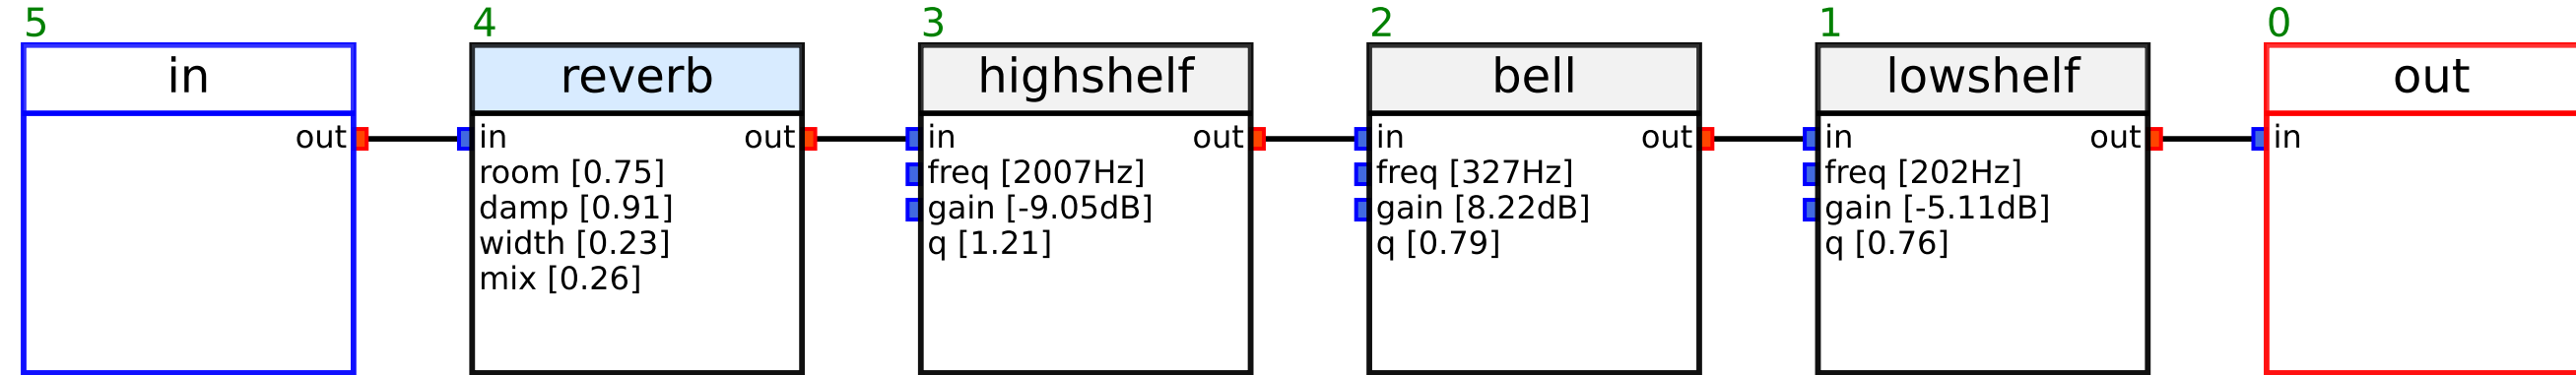 5
in
out
4
reverb
in out
room [0.75]
damp [0.91]
width [0.23]
mix [0.26]
3
highshelf
in out
freq [2007Hz]
gain [-9.05dB]
q [1.21]
2
bell
in out
freq [327Hz]
gain [8.22dB]
q [0.79]
1
lowshelf
in out
freq [202Hz]
gain [-5.11dB]
q [0.76]
0
out
in